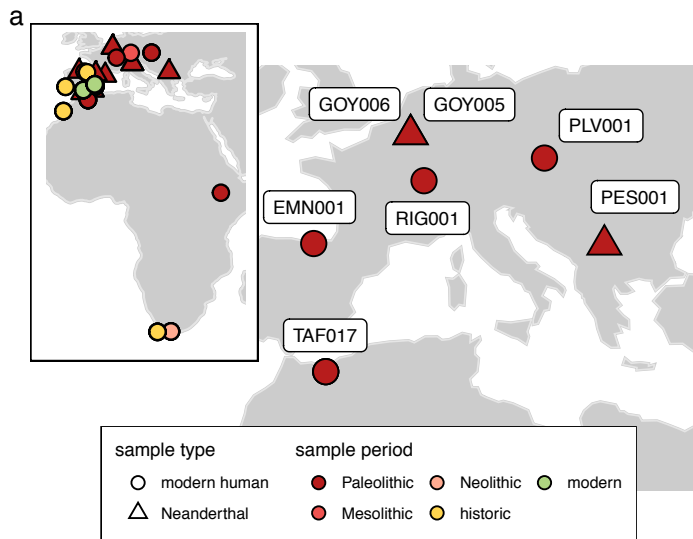 a
GOY006 GOY005
PLV001
PES001
EMN001
RIG001
TAF017
sample type sample period
modern human Paleolithic Neolithic modern
Neanderthal Mesolithic historic